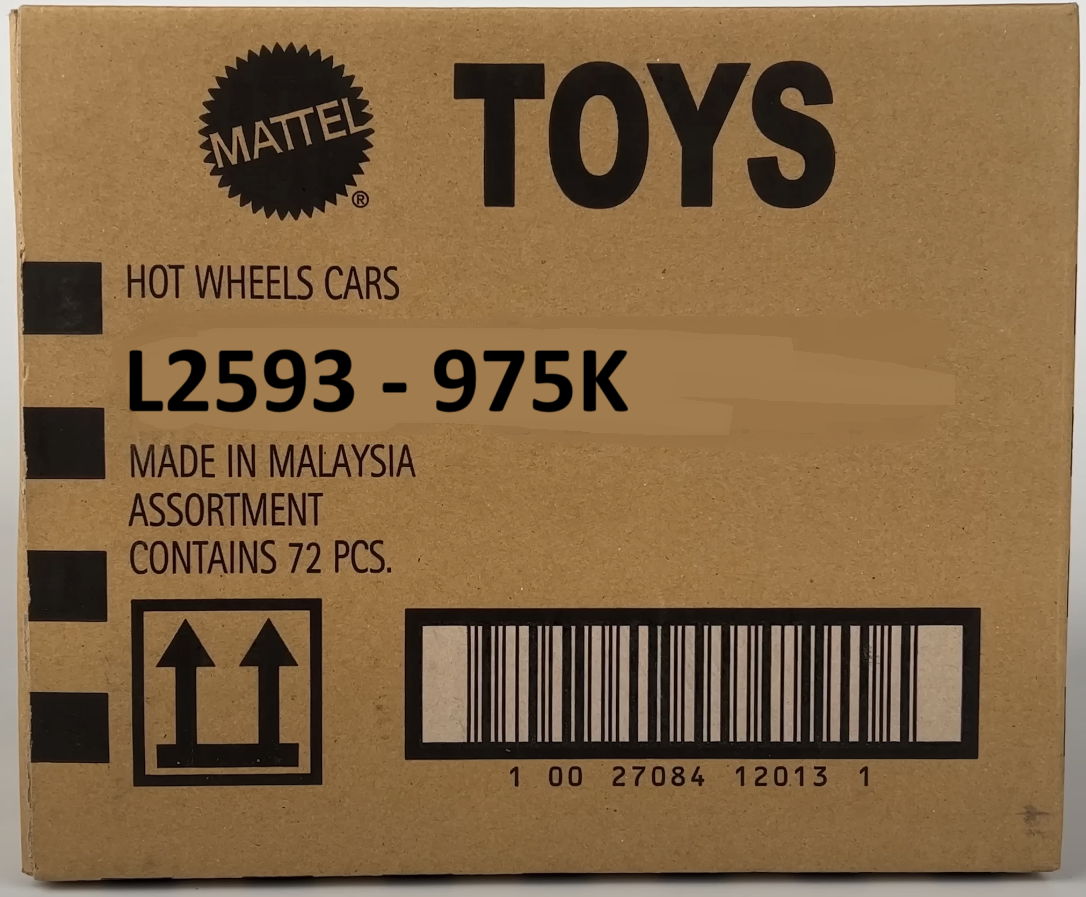 MATTEL ® TOYS
HOT WHEELS CARS
L2593 - 975K
MADE IN MALAYSIA
ASSORTMENT
CONTAINS 72 PCS.
1 00 27084 12013 1